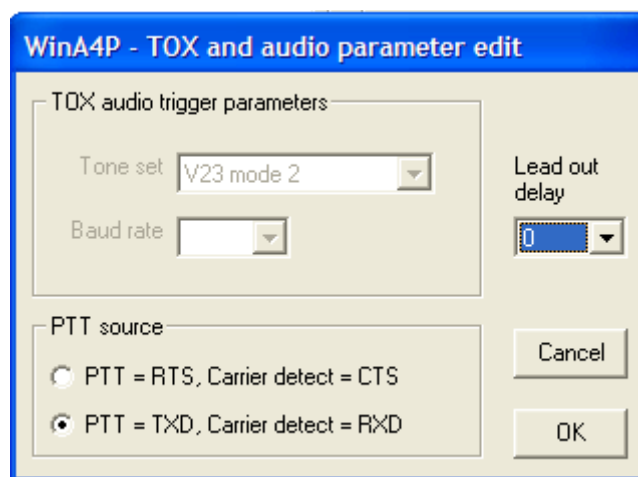 WinA4P - TOX and audio parameter edit
TOX audio trigger parameters
Tone set V23 mode 2
Baud rate
Lead out
delay
0
PTT source
PTT = RTS, Carrier detect = CTS
PTT = TXD, Carrier detect = RXD
Cancel
OK